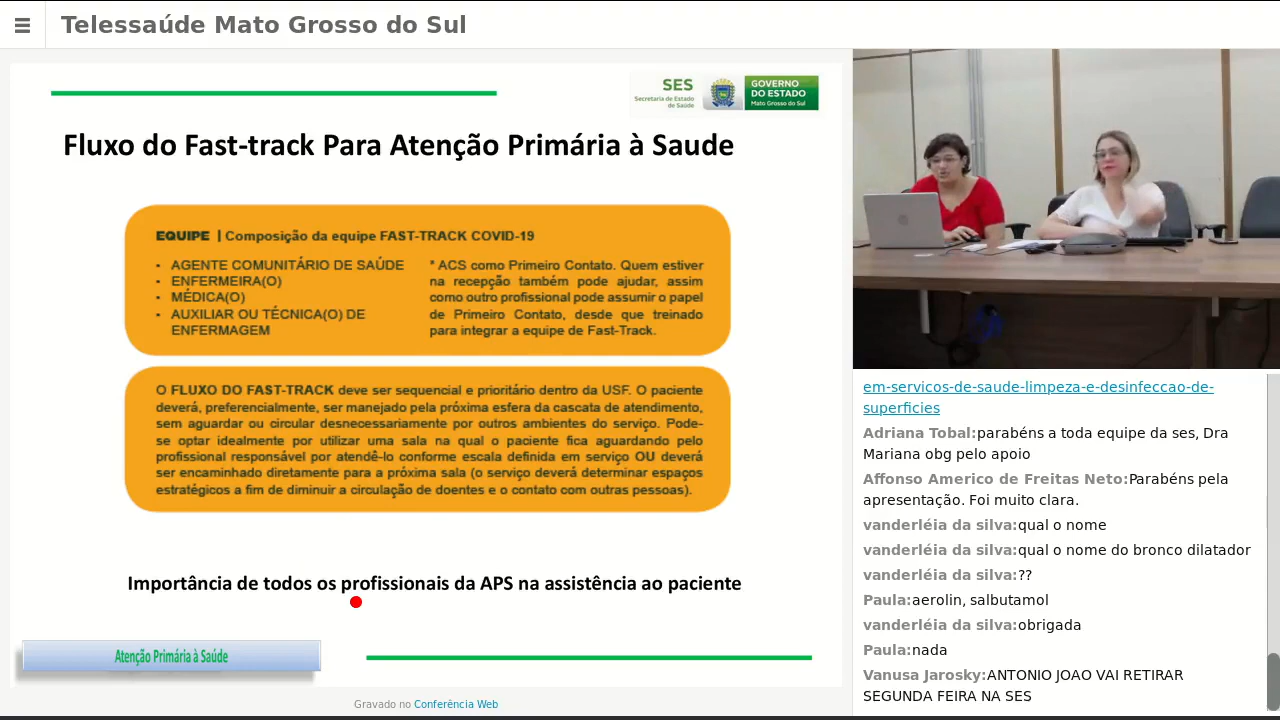 Telessaúde Mato Grosso do Sul
SES
Secretaria de Estado
de Saúde
GOVERNO
DO ESTADO
Mato Grosso do Sul
Fluxo do Fast-track Para Atenção Primária à Saude
EQUIPE | Composição da equipe FAST-TRACK COVID-19
• AGENTE COMUNITÁRIO DE SAÚDE
• ENFERMEIRA(O)
• MÉDICA(O)
• AUXILIAR OU TÉCNICA(O) DE
ENFERMAGEM
* ACS como Primeiro Contato. Quem estiver
na recepção também pode ajudar, assim
como outro profissional pode assumir o papel
de Primeiro Contato, desde que treinado
para integrar a equipe de Fast-Track.
O FLUXO DO FAST-TRACK deve ser sequencial e prioritário dentro da USF. O paciente
deverá, preferencialmente, ser manejado pela próxima esfera da cascata de atendimento,
sem aguardar ou circular desnecessariamente por outros ambientes do serviço. Pode-
se optar idealmente por utilizar uma sala na qual o paciente fica aguardando pelo
profissional responsável por atendê-lo conforme escala definida em serviço OU deverá
ser encaminhado diretamente para a próxima sala (o serviço deverá determinar espaços
estratégicos a fim de diminuir a circulação de doentes e o contato com outras pessoas).
Importância de todos os profissionais da APS na assistência ao paciente
Atenção Primária à Saúde
Gravado no Conferência Web
em-servicos-de-saude-limpeza-e-desinfeccao-de-
superficies
Adriana Tobal:parabéns a toda equipe da ses, Dra
Mariana obg pelo apoio
Affonso Americo de Freitas Neto:Parabéns pela
apresentação. Foi muito clara.
vanderléia da silva:qual o nome
vanderléia da silva:qual o nome do bronco dilatador
vanderléia da silva:??
Paula:aerolin, salbutamol
vanderléia da silva:obrigada
Paula:nada
Vanusa Jarosky:ANTONIO JOAO VAI RETIRAR
SEGUNDA FEIRA NA SES